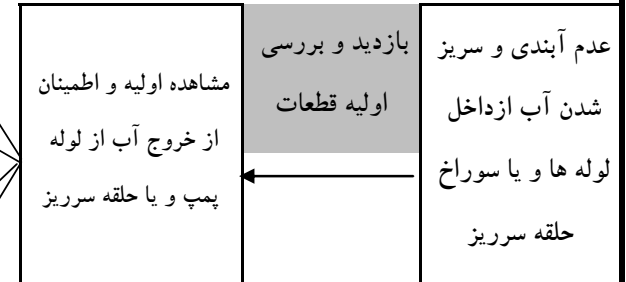 عدم آبندی و سریز
شدن آب ازداخل
لوله ها و یا سوراخ
حلقه سرریز
بازدید و بررسی
اولیه قطعات
مشاهده اولیه و اطمینان
از خروج آب از لوله
پمپ و یا حلقه سرریز